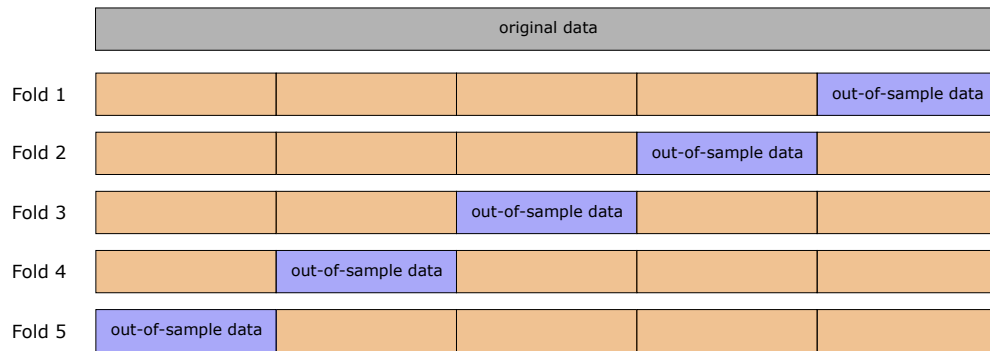 original data
Fold 1 out-of-sample data
Fold 2 out-of-sample data
Fold 3 out-of-sample data
Fold 4 out-of-sample data
Fold 5 out-of-sample data